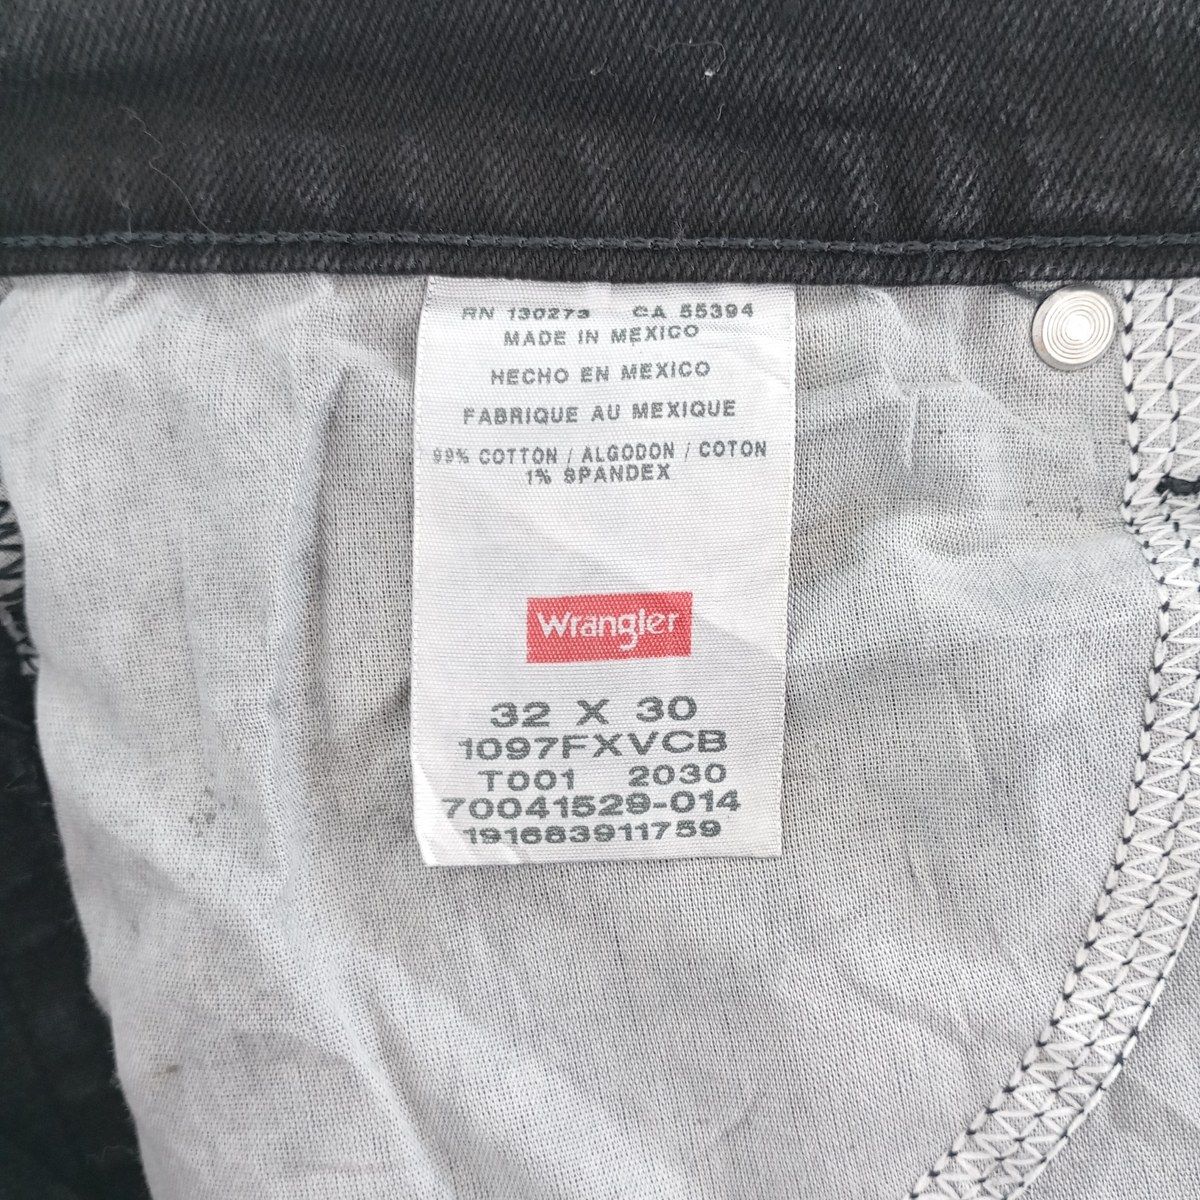 RN 130273 CA 55394
MADE IN MEXICO
HECHO EN MEXICO
FABRIQUE AU MEXIQUE
99% COTTON / ALGODON / COTON
1% SPANDEX
Wrangler
32 X 30
1097FXVCB
T001 2030
70041529-014
191683911759